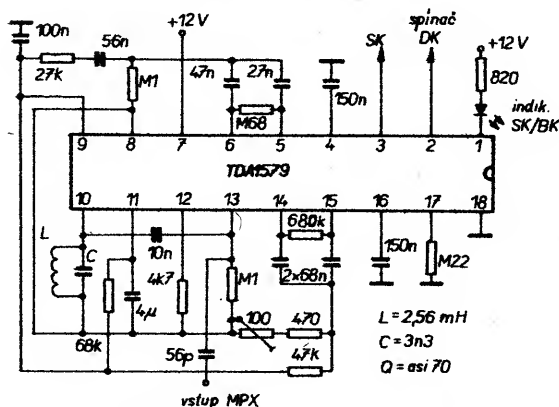 100n
56n
+12 V
27k
M1
47n
27n
M68
150n
SK
spínač
DK
+12 V
820
indik.
SK/BK
9 8 7 6 5 4 3 2 1
TDA1579
10 11 12 13 14 15 16 17 18
L
C
10n
680k
2×68n
150n
M22
4k7
M1
4μ
68k
56p
100
470
47k
vstup MPX
L = 2,56 mH
C = 3n3
Q = asi 70